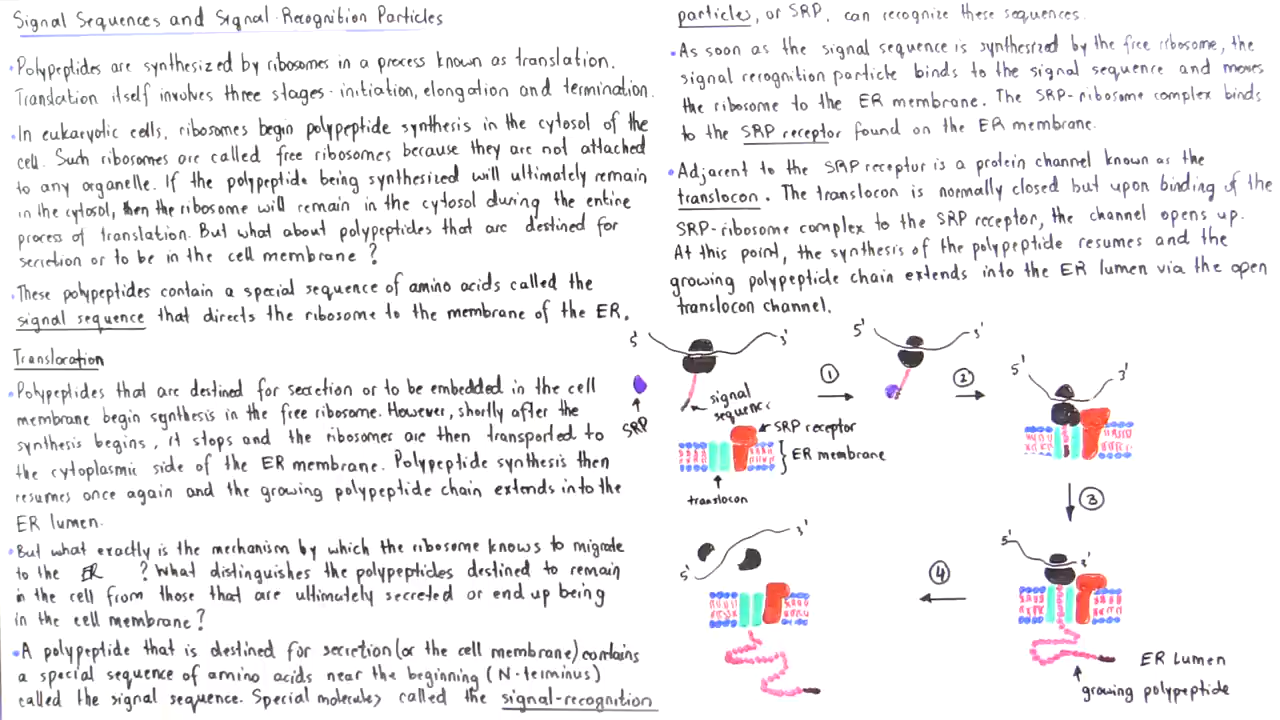 Signal Sequences and Signal-Recognition Particles
•Polypeptides are synthesized by ribosomes in a process known as translation.
Translation itself involves three stages - initiation, elongation and termination.
•In eukaryotic cells, ribosomes begin polypeptide synthesis in the cytosol of the
cell. Such ribosomes are called free ribosomes because they are not attached
to any organelle. If the polypeptide being synthesized will ultimately remain
in the cytosol, then the ribosome will remain in the cytosol during the entire
process of translation. But what about polypeptides that are destined for
secretion or to be in the cell membrane?
•These polypeptides contain a special sequence of amino acids called the
signal sequence that directs the ribosome to the membrane of the ER.
Translocation
•Polypeptides that are destined for secretion or to be embedded in the cell
membrane begin synthesis in the free ribosome. However, shortly after the
synthesis begins, it stops and the ribosomes are then transported to
the cytoplasmic side of the ER membrane. Polypeptide synthesis then
resumes once again and the growing polypeptide chain extends into the
ER lumen.
•But what exactly is the mechanism by which the ribosome knows to migrate
to the ER ? What distinguishes the polypeptides destined to remain
in the cell from those that are ultimately secreted or end up being
in the cell membrane?
•A polypeptide that is destined for secretion (or the cell membrane) contains
a special sequence of amino acids near the beginning (N-terminus)
called the signal sequence. Special molecules called the signal-recognition
particles, or SRP, can recognize these sequences.
•As soon as the signal sequence is synthesized by the free ribosome, the
signal recognition particle binds to the signal sequence and moves
the ribosome to the ER membrane. The SRP-ribosome complex binds
to the SRP receptor found on the ER membrane.
•Adjacent to the SRP receptor is a protein channel known as the
translocon. The translocon is normally closed but upon binding of the
SRP-ribosome complex to the SRP receptor, the channel opens up.
At this point, the synthesis of the polypeptide resumes and the
growing polypeptide chain extends into the ER lumen via the open
translocon channel.
5' 3'
SRP
signal
sequence
SRP receptor
ER membrane
translocon
1
5' 3'
2
5' 3'
3
5' 3'
ER lumen
growing polypeptide
4
5' 3'